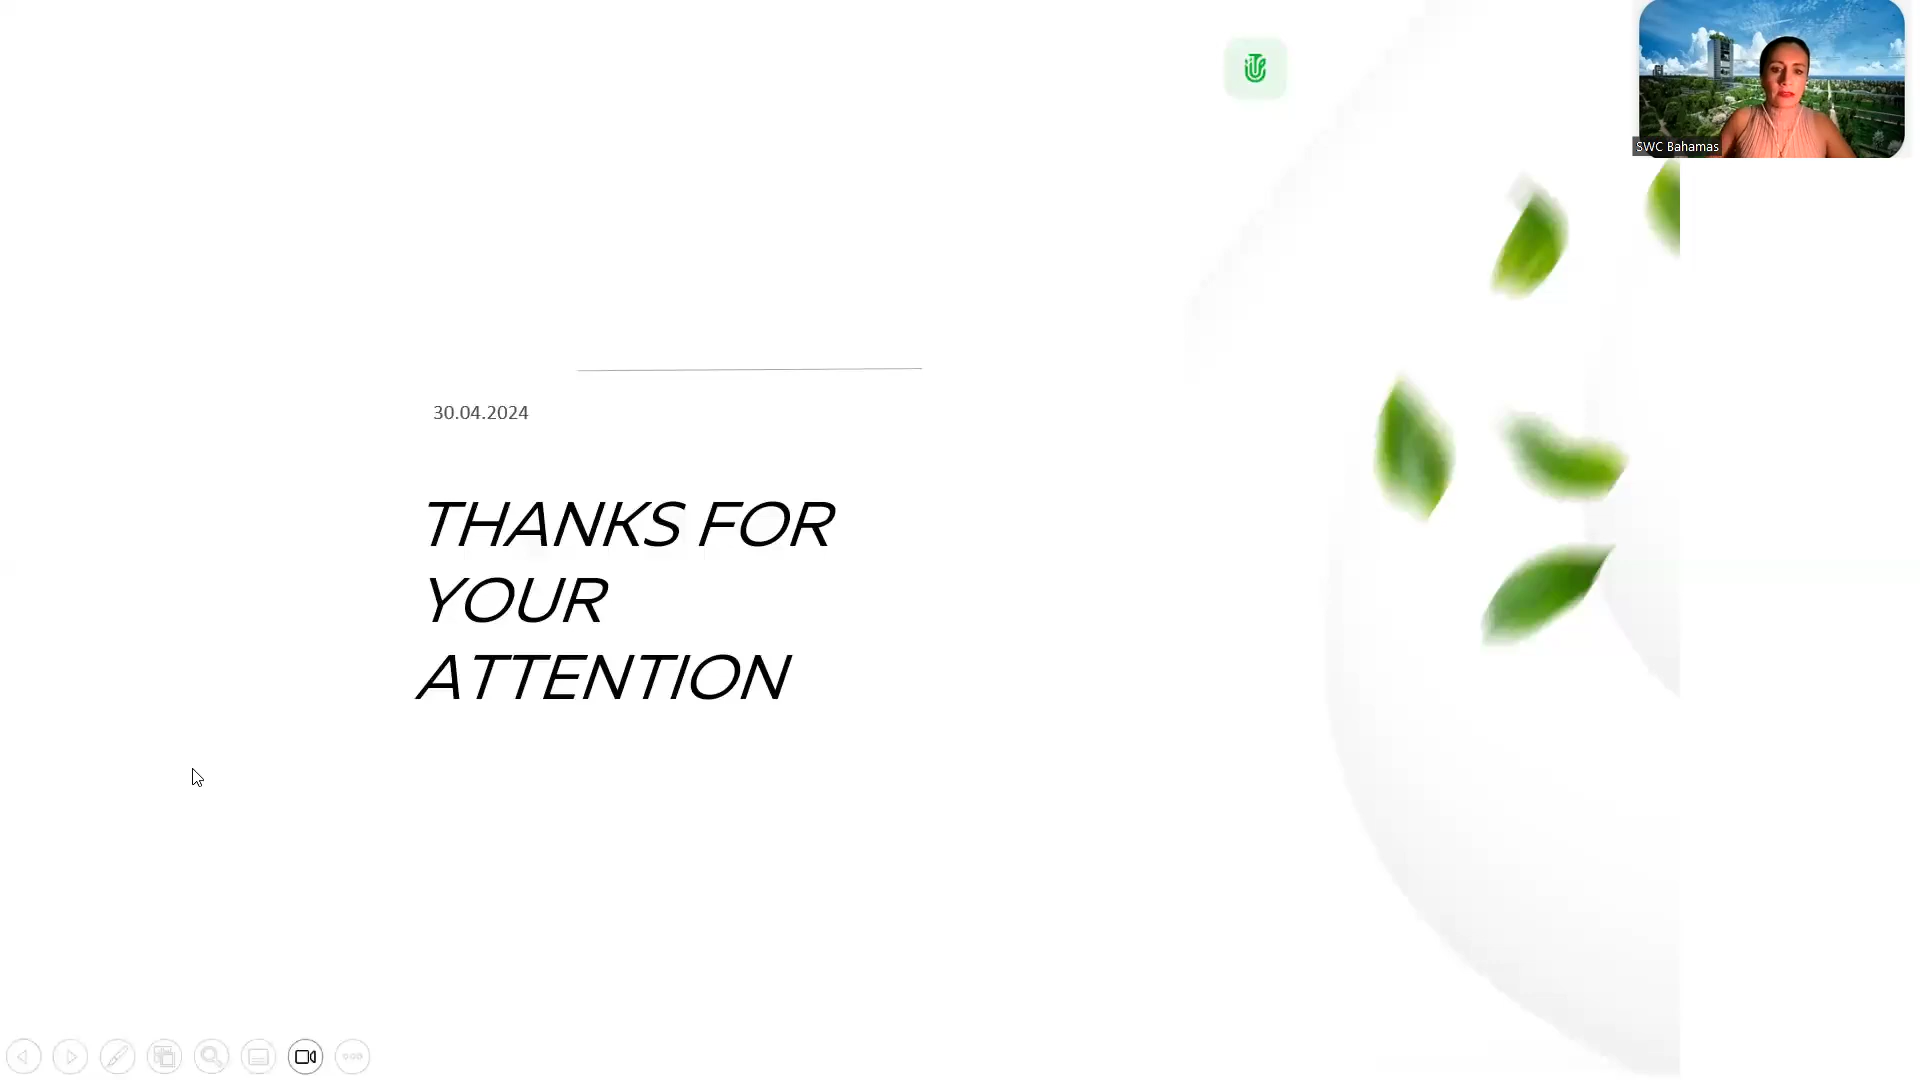 SWC Bahamas
30.04.2024
THANKS FOR
YOUR
ATTENTION